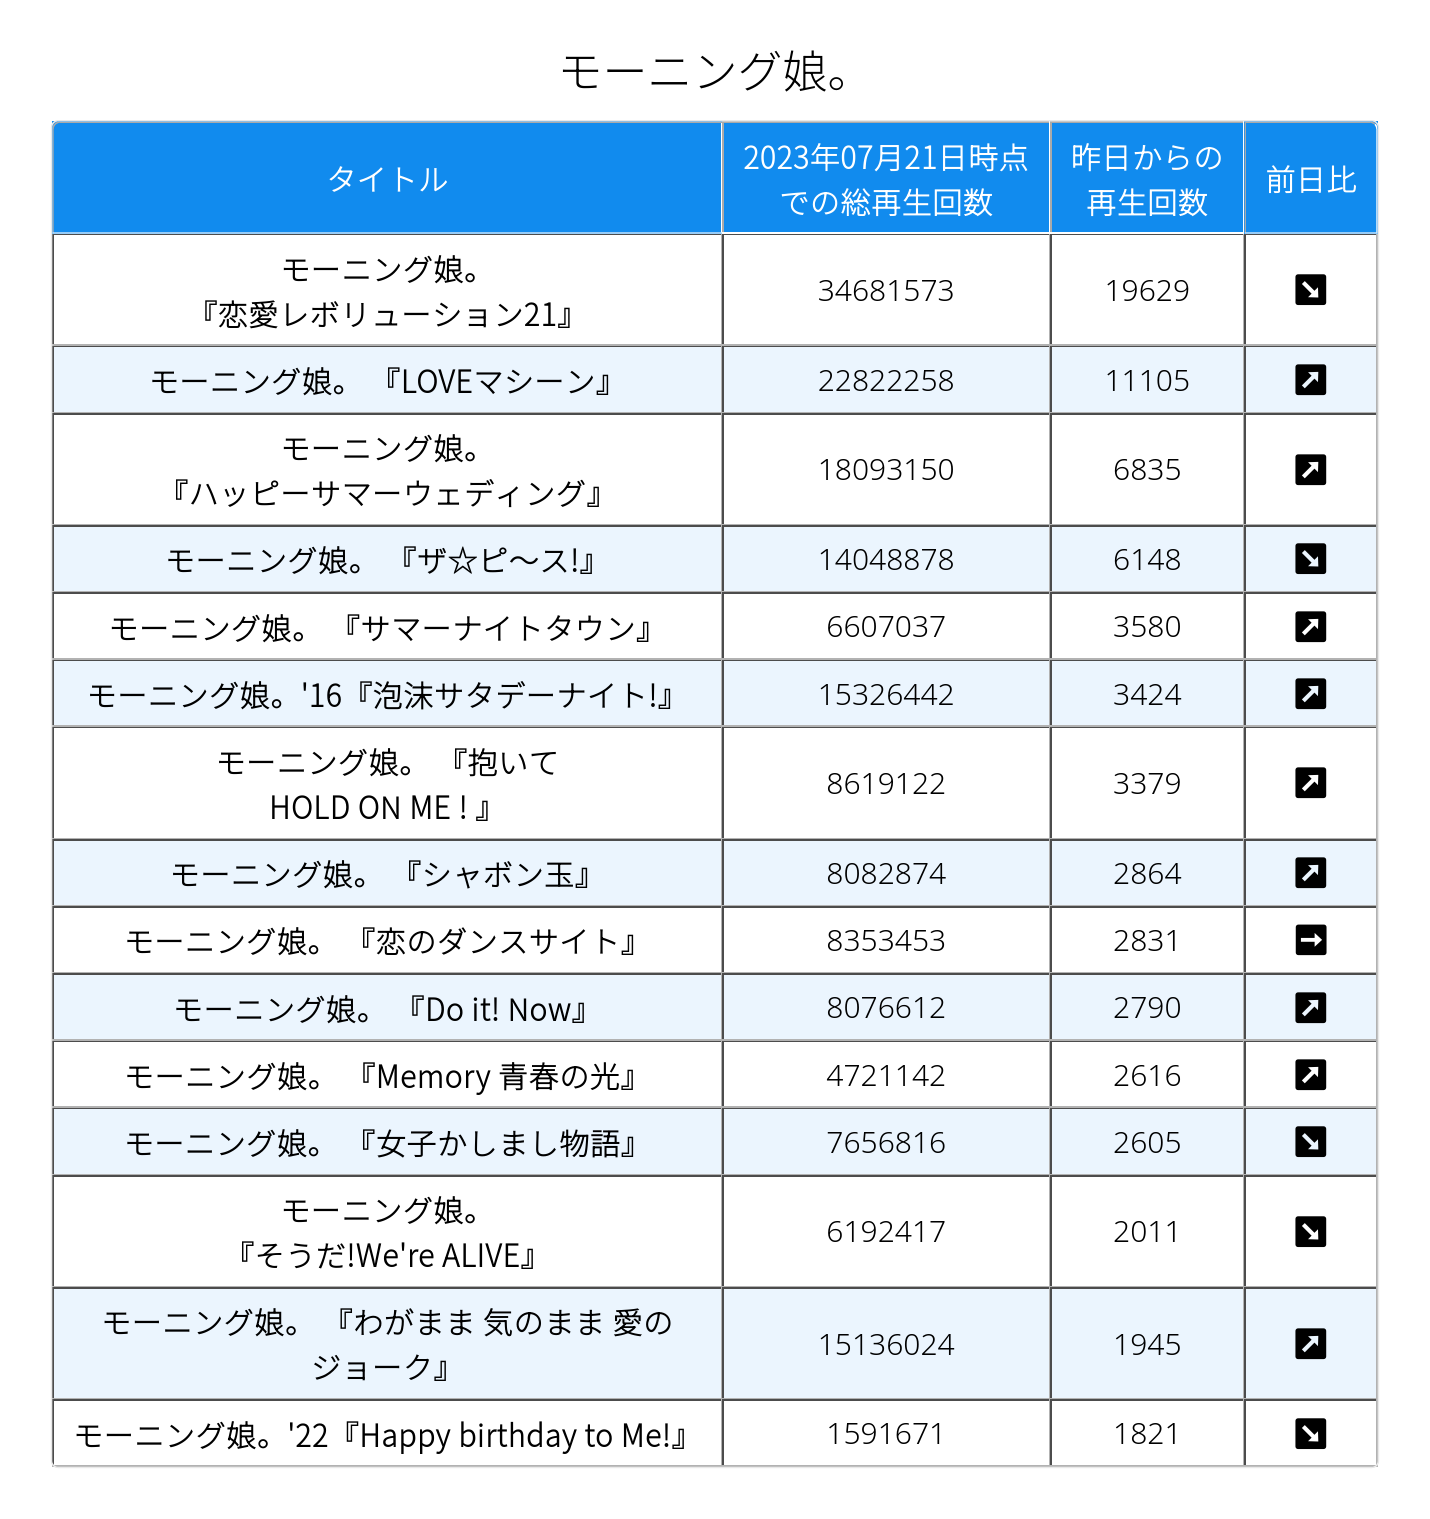 モーニング娘。
タイトル
2023年07月21日時点
での総再生回数
昨日からの
再生回数
前日比
モーニング娘。
『恋愛レボリューション21』
34681573
19629
モーニング娘。 『LOVEマシーン』
22822258
11105
モーニング娘。
『ハッピーサマーウェディング』
18093150
6835
モーニング娘。 『ザ☆ピ〜ス!』
14048878
6148
モーニング娘。 『サマーナイトタウン』
6607037
3580
モーニング娘。'16『泡沫サタデーナイト!』
15326442
3424
モーニング娘。 『抱いて
HOLD ON ME ! 』
8619122
3379
モーニング娘。 『シャボン玉』
8082874
2864
モーニング娘。 『恋のダンスサイト』
8353453
2831
モーニング娘。 『Do it! Now』
8076612
2790
モーニング娘。 『Memory 青春の光』
4721142
2616
モーニング娘。 『女子かしまし物語』
7656816
2605
モーニング娘。
『そうだ!We're ALIVE』
6192417
2011
モーニング娘。 『わがまま 気のまま 愛の
ジョーク』
15136024
1945
モーニング娘。'22『Happy birthday to Me!』
1591671
1821